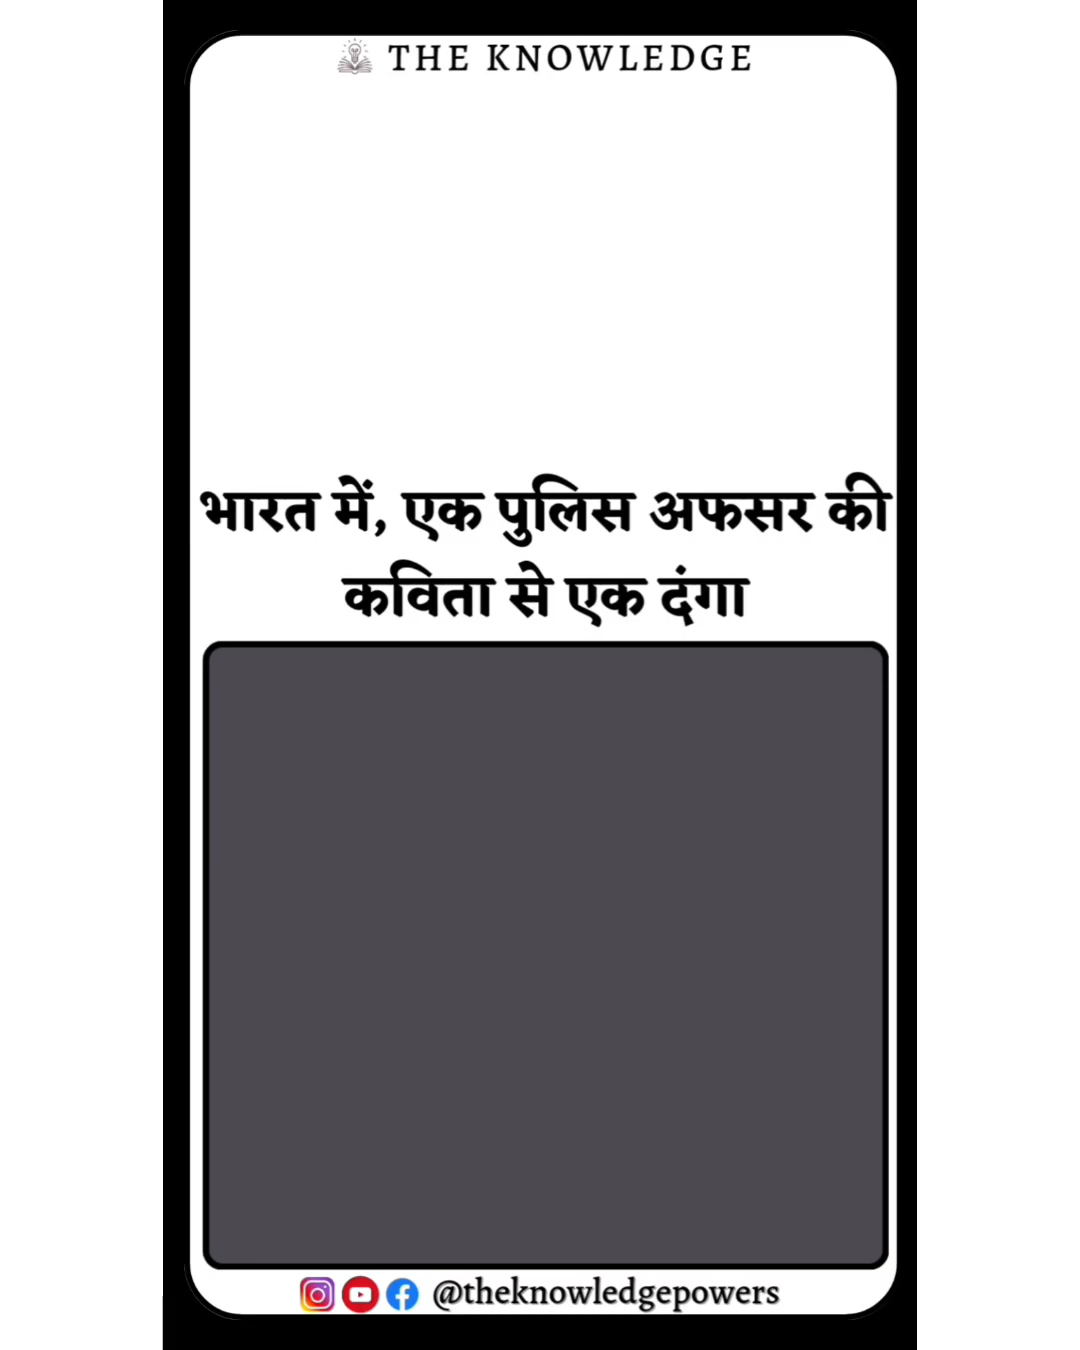 THE KNOWLEDGE
भारत में, एक पुलिस अफसर की
कविता से एक दंगा
@theknowledgepowers